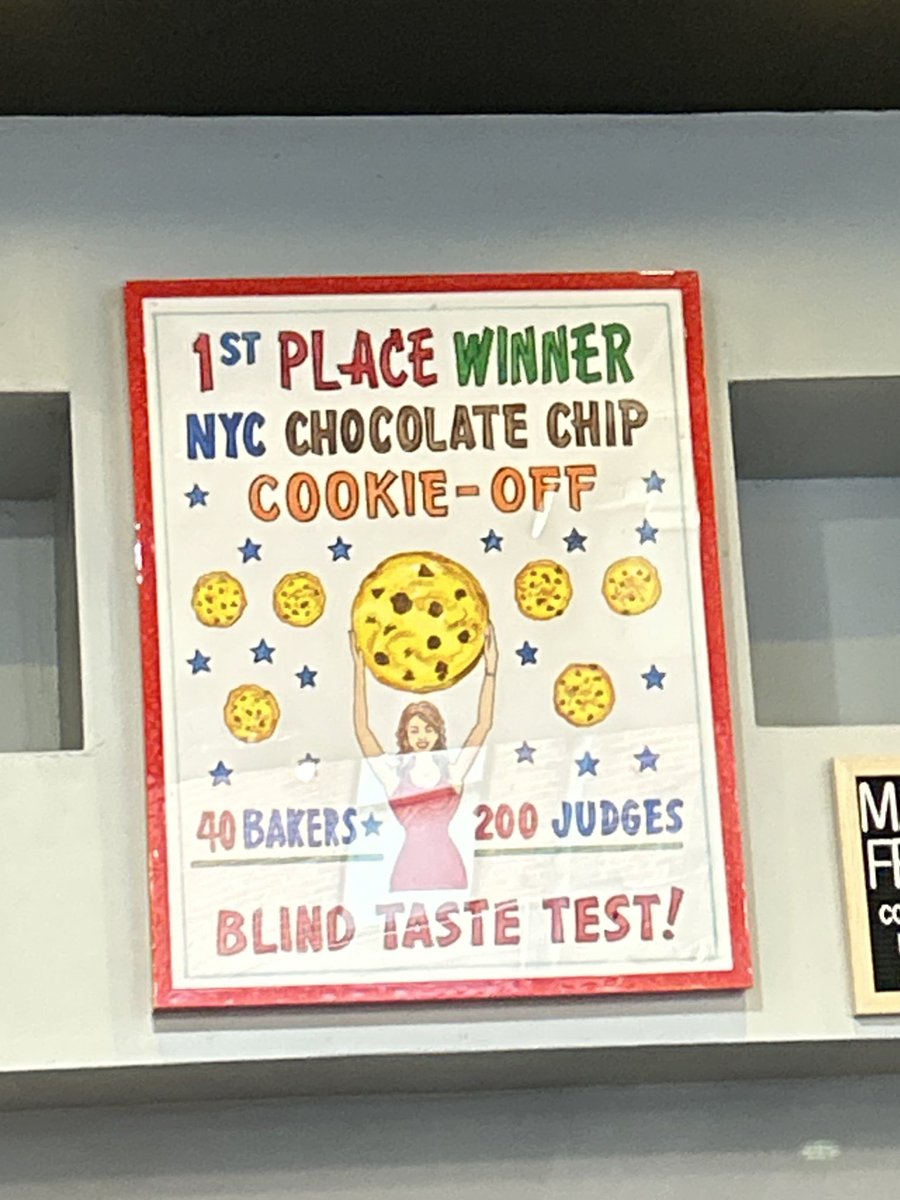 1ST PLACE WINNER
NYC CHOCOLATE CHIP
COOKIE-OFF
40 BAKERS 200 JUDGES
BLIND TASTE TEST!